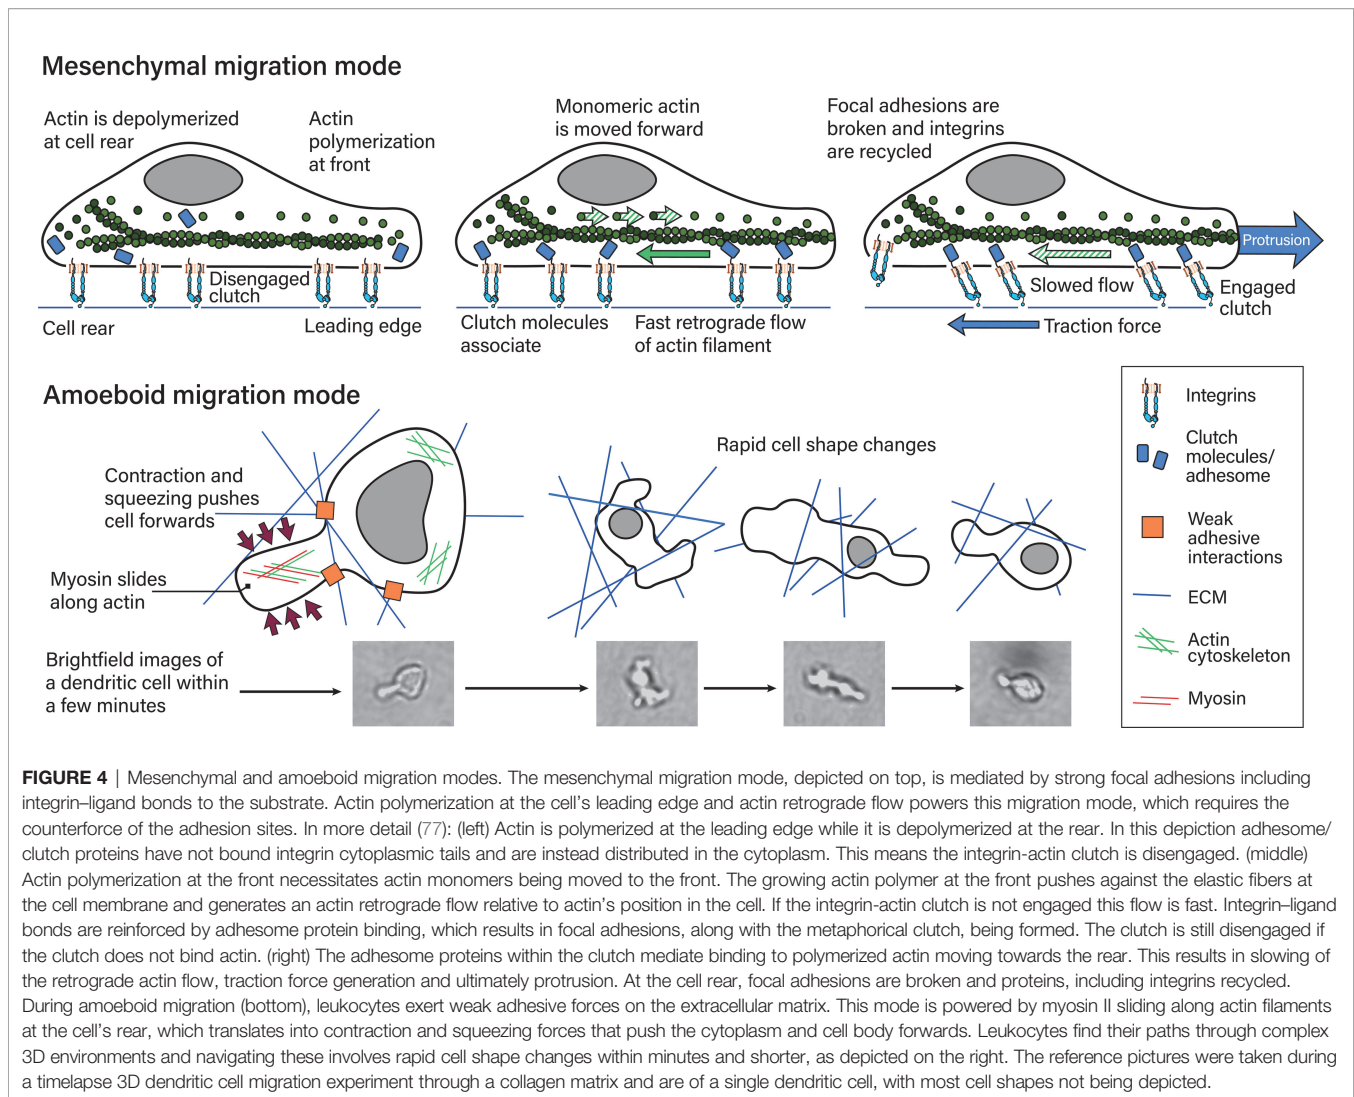 Mesenchymal migration mode
Actin is depolymerized
at cell rear
Actin
polymerization
at front
Monomeric actin
is moved forward
Focal adhesions are
broken and integrins
are recycled
Protrusion
Disengaged
clutch
Slowed flow
Engaged
clutch
Cell rear
Leading edge
Clutch molecules
associate
Fast retrograde flow
of actin filament
Traction force
Amoeboid migration mode
Contraction and
squeezing pushes
cell forwards
Myosin slides
along actin
Rapid cell shape changes
Brightfield images of
a dendritic cell within
a few minutes
Integrins
Clutch
molecules/
adhesome
Weak
adhesive
interactions
ECM
Actin
cytoskeleton
Myosin
FIGURE 4 | Mesenchymal and amoeboid migration modes. The mesenchymal migration mode, depicted on top, is mediated by strong focal adhesions including
integrin–ligand bonds to the substrate. Actin polymerization at the cell's leading edge and actin retrograde flow powers this migration mode, which requires the
counterforce of the adhesion sites. In more detail (77): (left) Actin is polymerized at the leading edge while it is depolymerized at the rear. In this depiction adhesome/
clutch proteins have not bound integrin cytoplasmic tails and are instead distributed in the cytoplasm. This means the integrin-actin clutch is disengaged. (middle)
Actin polymerization at the front necessitates actin monomers being moved to the front. The growing actin polymer at the front pushes against the elastic fibers at
the cell membrane and generates an actin retrograde flow relative to actin's position in the cell. If the integrin-actin clutch is not engaged this flow is fast. Integrin–ligand
bonds are reinforced by adhesome protein binding, which results in focal adhesions, along with the metaphorical clutch, being formed. The clutch is still disengaged if
the clutch does not bind actin. (right) The adhesome proteins within the clutch mediate binding to polymerized actin moving towards the rear. This results in slowing of
the retrograde actin flow, traction force generation and ultimately protrusion. At the cell rear, focal adhesions are broken and proteins, including integrins recycled.
During amoeboid migration (bottom), leukocytes exert weak adhesive forces on the extracellular matrix. This mode is powered by myosin II sliding along actin filaments
at the cell's rear, which translates into contraction and squeezing forces that push the cytoplasm and cell body forwards. Leukocytes find their paths through complex
3D environments and navigating these involves rapid cell shape changes within minutes and shorter, as depicted on the right. The reference pictures were taken during
a timelapse 3D dendritic cell migration experiment through a collagen matrix and are of a single dendritic cell, with most cell shapes not being depicted.